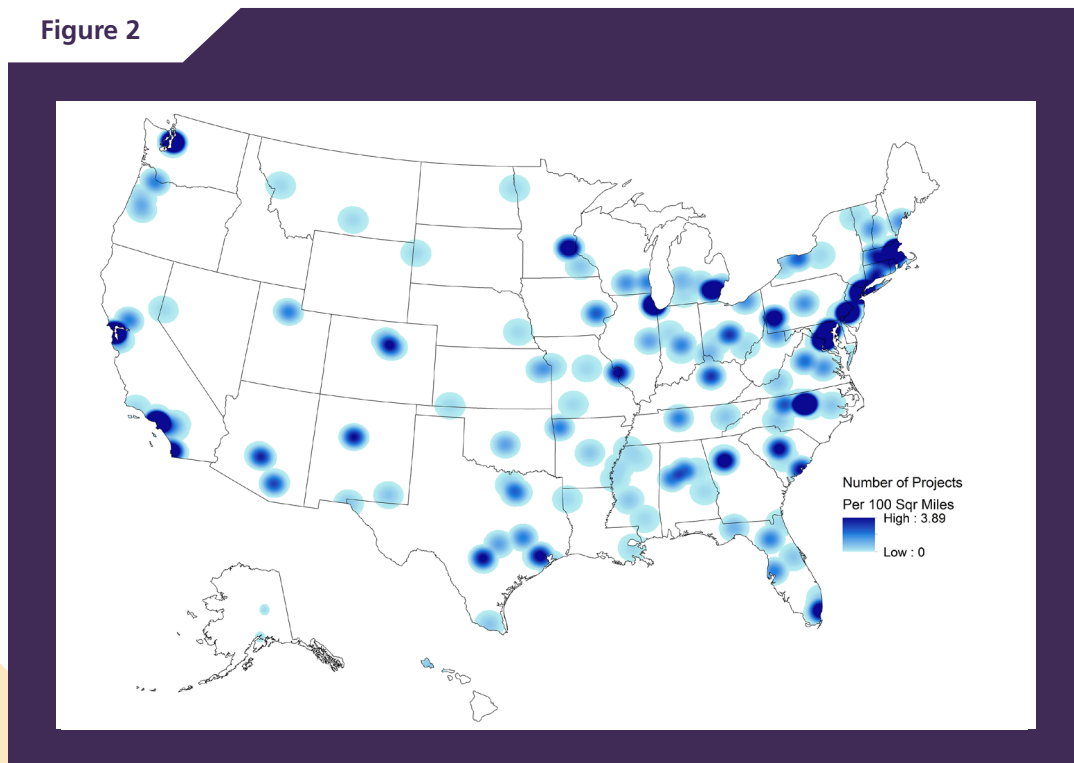 Figure 2
Number of Projects
Per 100 Sqr Miles
High : 3.89
Low : 0